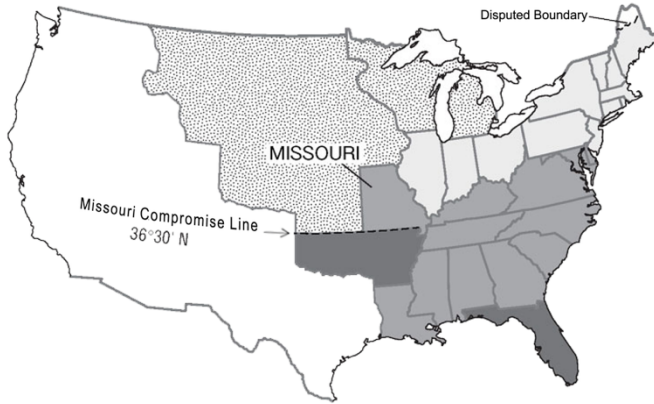 Disputed Boundary
MISSOURI
Missouri Compromise Line
36°30' N